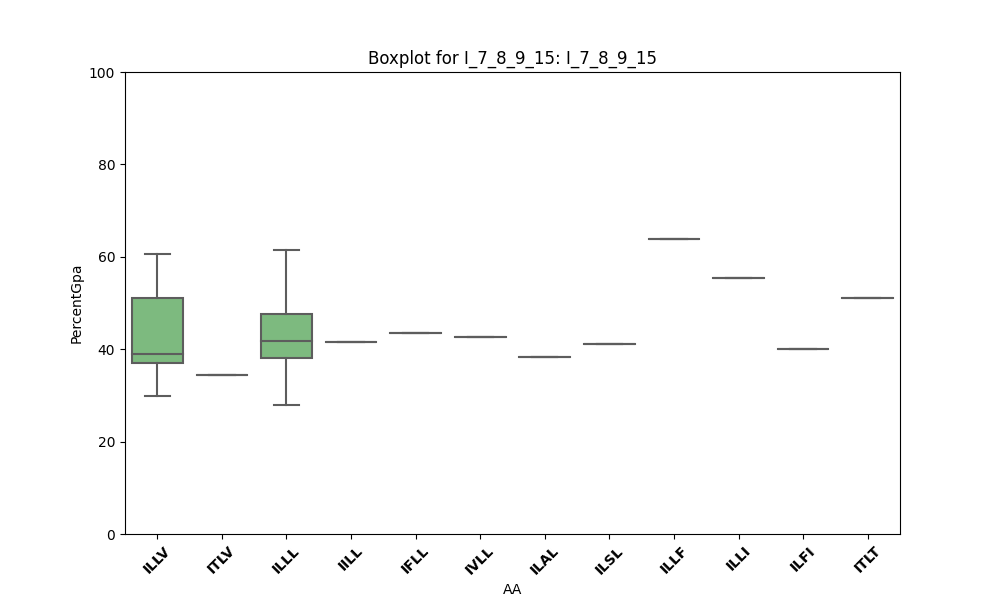 Boxplot for I_7_8_9_15: I_7_8_9_15
100
80
60
40
20
0
PercentGpa
ILLV
ITLV
ILLL
IILL
IFLL
IVLL
ILAL
ILSL
ILLF
ILLI
ILFI
ITLT
AA